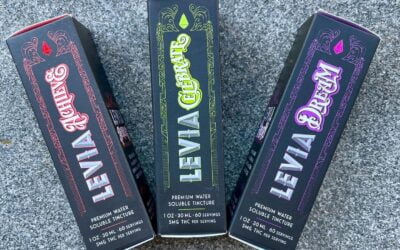 LEVIA
Achieve
PREMIUM WATER
SOLUBLE TINCTURE
1 OZ • 30 ML • 60 SERVINGS
5MG THC PER SERVING
LEVIA
Celebrate
PREMIUM WATER
SOLUBLE TINCTURE
1 OZ • 30 ML • 60 SERVINGS
5MG THC PER SERVING
LEVIA
Dream
PREMIUM WATER
SOLUBLE TINCTURE
1 OZ • 30 ML • 60 SERVINGS
5MG THC PER SERVING